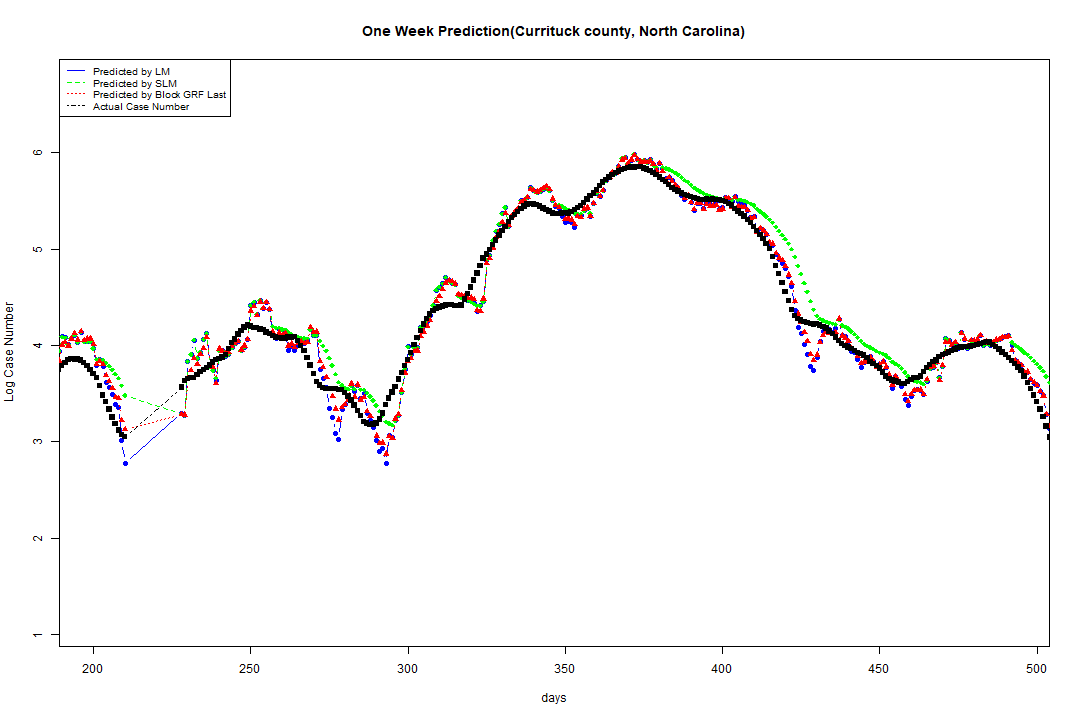 One Week Prediction(Currituck county, North Carolina)
Predicted by LM
Predicted by SLM
Predicted by Block GRF Last
Actual Case Number
6
5
4
3
2
1
Log Case Number
200 250 300 350 400 450 500
days